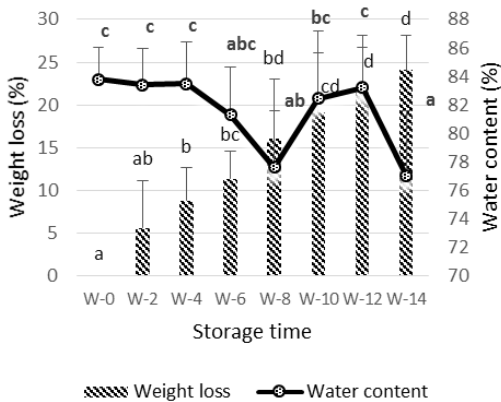 30 88
c c c abc bc c d
25 86
bd d
84
20 cd ab a
82
15 ab b bc
80
10
78
76
5
74
a
72
0 70
W-0 W-2 W-4 W-6 W-8 W-10 W-12 W-14
Weight loss (%)
Water content (%)
Storage time
Weight loss Water content